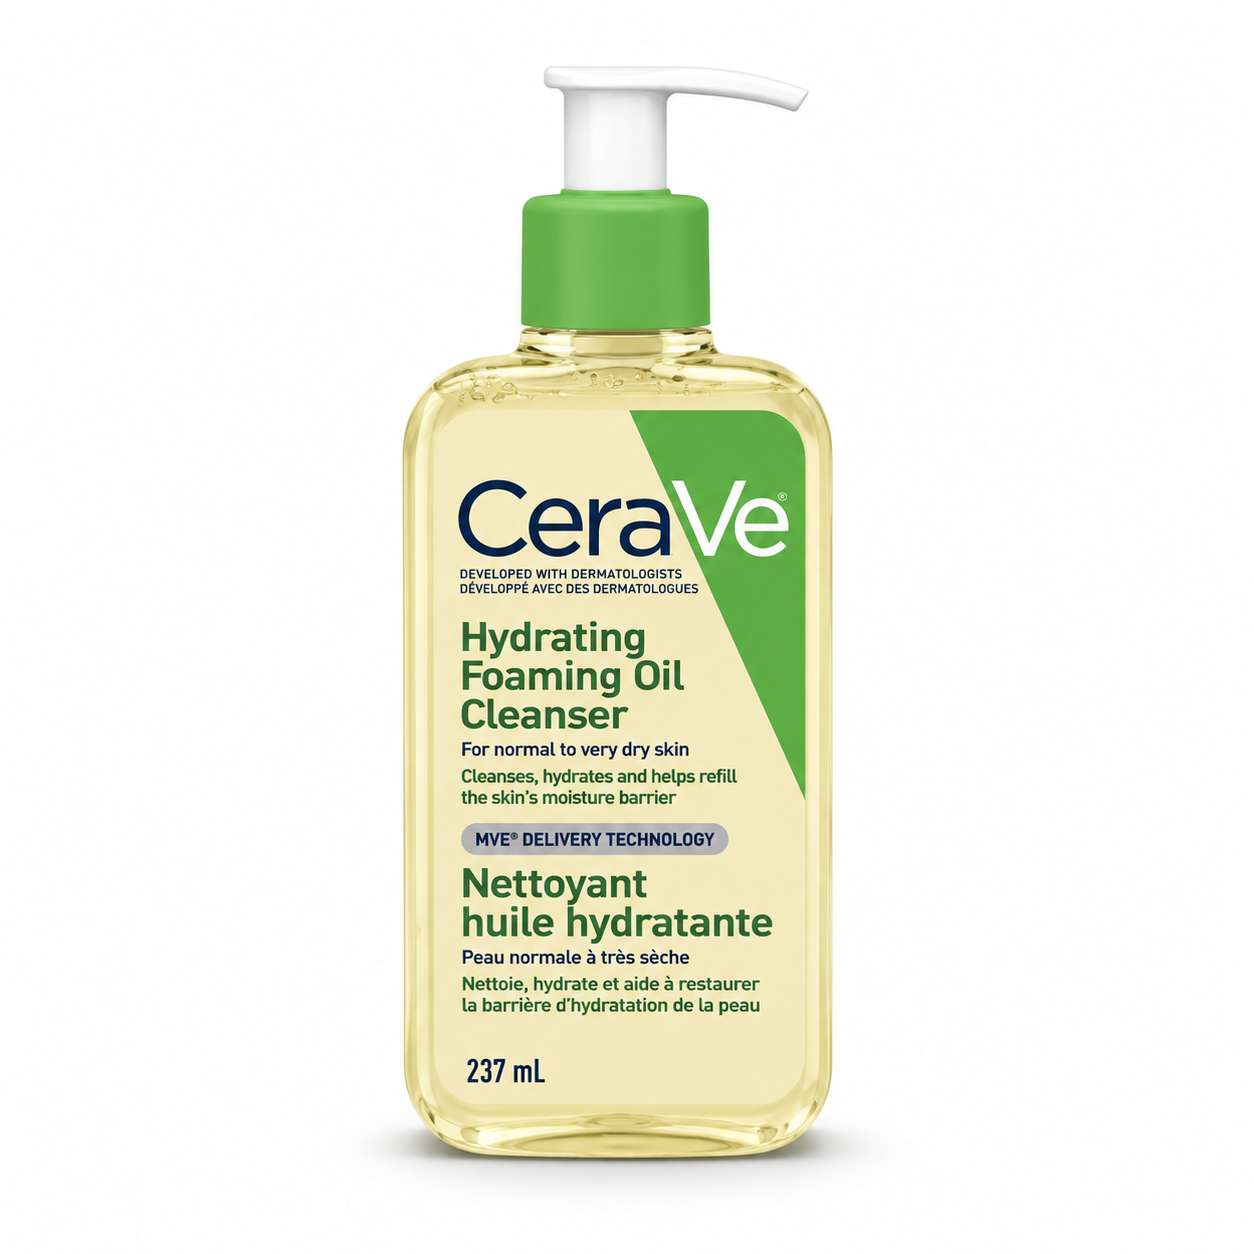 CeraVe®
DEVELOPED WITH DERMATOLOGISTS
DÉVELOPPÉ AVEC DES DERMATOLOGUES
Hydrating
Foaming Oil
Cleanser
For normal to very dry skin
Cleanses, hydrates and helps refill
the skin's moisture barrier
MVE® DELIVERY TECHNOLOGY
Nettoyant
huile hydratante
Peau normale à très sèche
Nettoie, hydrate et aide à restaurer
la barrière d'hydratation de la peau
237 mL